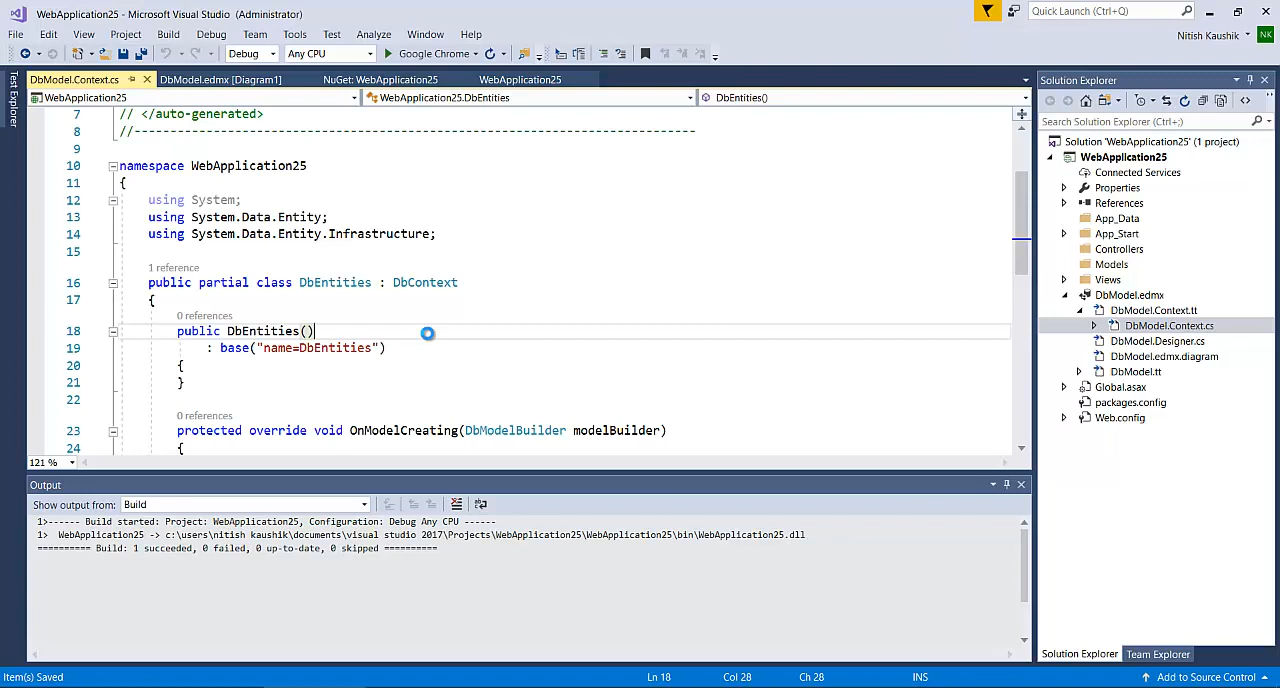 WebApplication25 - Microsoft Visual Studio (Administrator)
Quick Launch (Ctrl+Q)
File Edit View Project Build Debug Team Tools Test Analyze Window Help
Nitish Kaushik NK
Debug Any CPU Google Chrome
Test Explorer
DbModel.Context.cs DbModel.edmx [Diagram1] NuGet: WebApplication25 WebApplication25
WebApplication25 WebApplication25.DbEntities DbEntities()
7 // </auto-generated>
8 //------------------------------------------------------------------------------
9
10 namespace WebApplication25
11 {
12 using System;
13 using System.Data.Entity;
14 using System.Data.Entity.Infrastructure;
15
1 reference
16 public partial class DbEntities : DbContext
17 {
0 references
18 public DbEntities()
19 : base("name=DbEntities")
20 {
21 }
22
0 references
23 protected override void OnModelCreating(DbModelBuilder modelBuilder)
24 {
121 %
Output
Show output from: Build
1>------ Build started: Project: WebApplication25, Configuration: Debug Any CPU ------
1> WebApplication25 -> c:\users\nitish kaushik\documents\visual studio 2017\Projects\WebApplication25\WebApplication25\bin\WebApplication25.dll
========== Build: 1 succeeded, 0 failed, 0 up-to-date, 0 skipped ==========
Solution Explorer
Search Solution Explorer (Ctrl+;)
Solution 'WebApplication25' (1 project)
WebApplication25
Connected Services
Properties
References
App_Data
App_Start
Controllers
Models
Views
DbModel.edmx
DbModel.Context.tt
DbModel.Context.cs
DbModel.Designer.cs
DbModel.edmx.diagram
DbModel.tt
Global.asax
packages.config
Web.config
Solution Explorer Team Explorer
Item(s) Saved Ln 18 Col 28 Ch 28 INS Add to Source Control